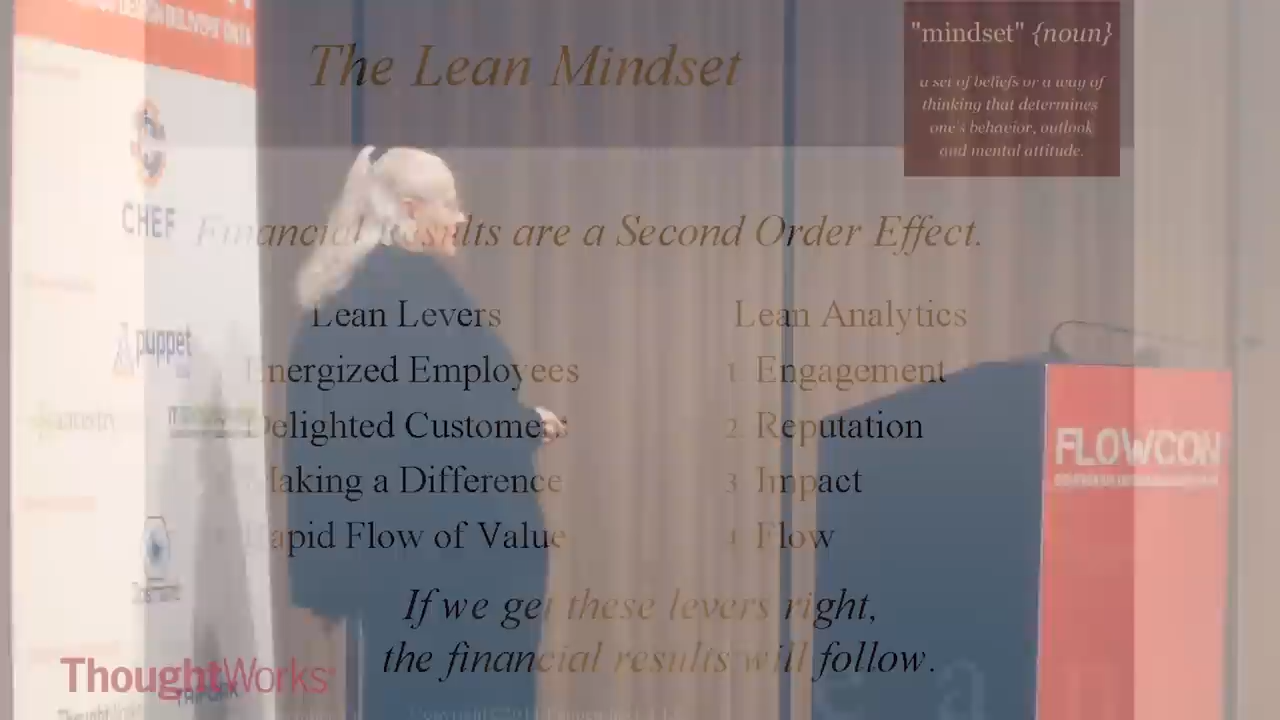 The Lean Mindset
"mindset" {noun}
a set of beliefs or a way of
thinking that determines
one's behavior, outlook
and mental attitude.
CHEF
Financial Results are a Second Order Effect.
Lean Levers
Energized Employees
Delighted Customers
Making a Difference
Rapid Flow of Value
Lean Analytics
1 Engagement
2 Reputation
3 Impact
4 Flow
puppet
FLOWCON
If we get these levers right,
the financial results will follow.
ThoughtWorks